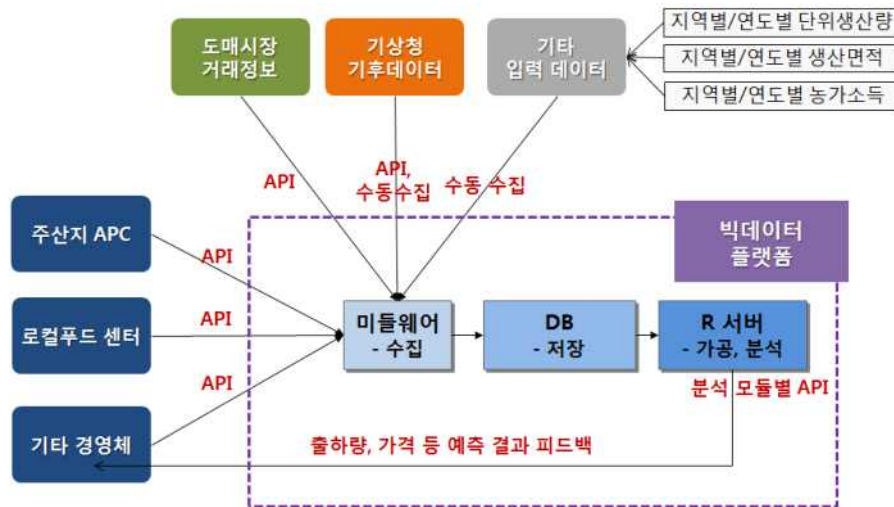 도매시장
거래정보
기상청
기후데이터
기타
입력 데이터
지역별/연도별 단위생산량
지역별/연도별 생산면적
지역별/연도별 농가소득
API
API,
수동수집
수동 수집
주산지 APC
로컬푸드 센터
기타 경영체
API
API
API
빅데이터
플랫폼
미들웨어
- 수집
DB
- 저장
R 서버
- 가공, 분석
분석 모듈별 API
출하량, 가격 등 예측 결과 피드백